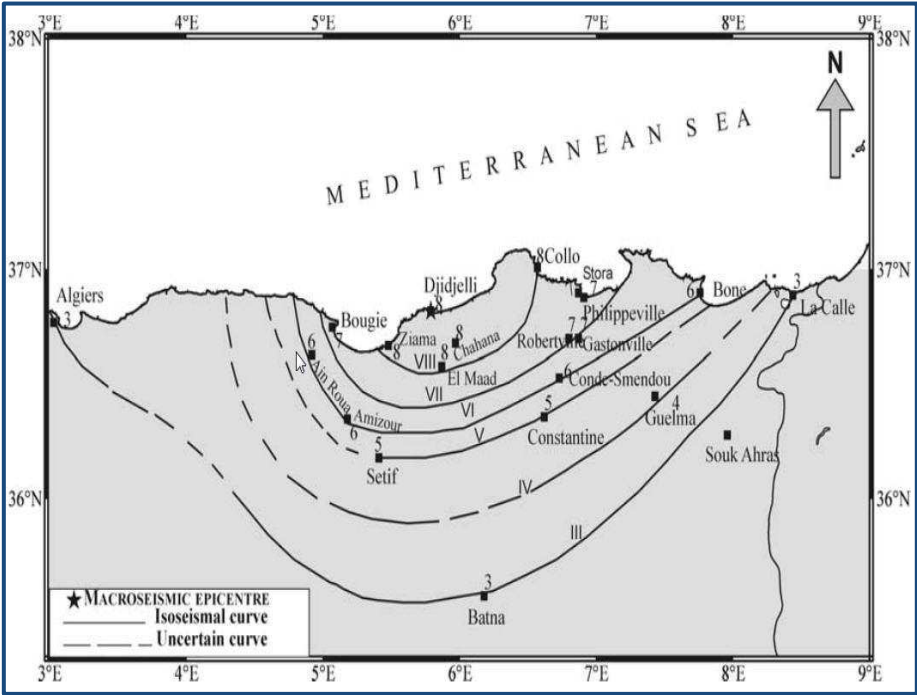 3°E 4°E 5°E 6°E 7°E 8°E 9°E
38°N 38°N
N
MEDITERRANEAN SEA
37°N 37°N
8 Collo
Stora
7
Philippeville
Djidjelli
8
Algiers
3
Bougie
7
Ziama
8
8
Chahana
8
El Maad
VIII
6 Bone
3
La Calle
7 7
Robertville Gastonville
6
Ain Roua
Amizour
6
VII
VI
V
6
Conde-Smendou
5
Constantine
4
Guelma
5
Setif
Souk Ahras
36°N 36°N
IV
III
3
Batna
MACROSEISMIC EPICENTRE
Isoseismal curve
Uncertain curve
3°E 4°E 5°E 6°E 7°E 8°E 9°E